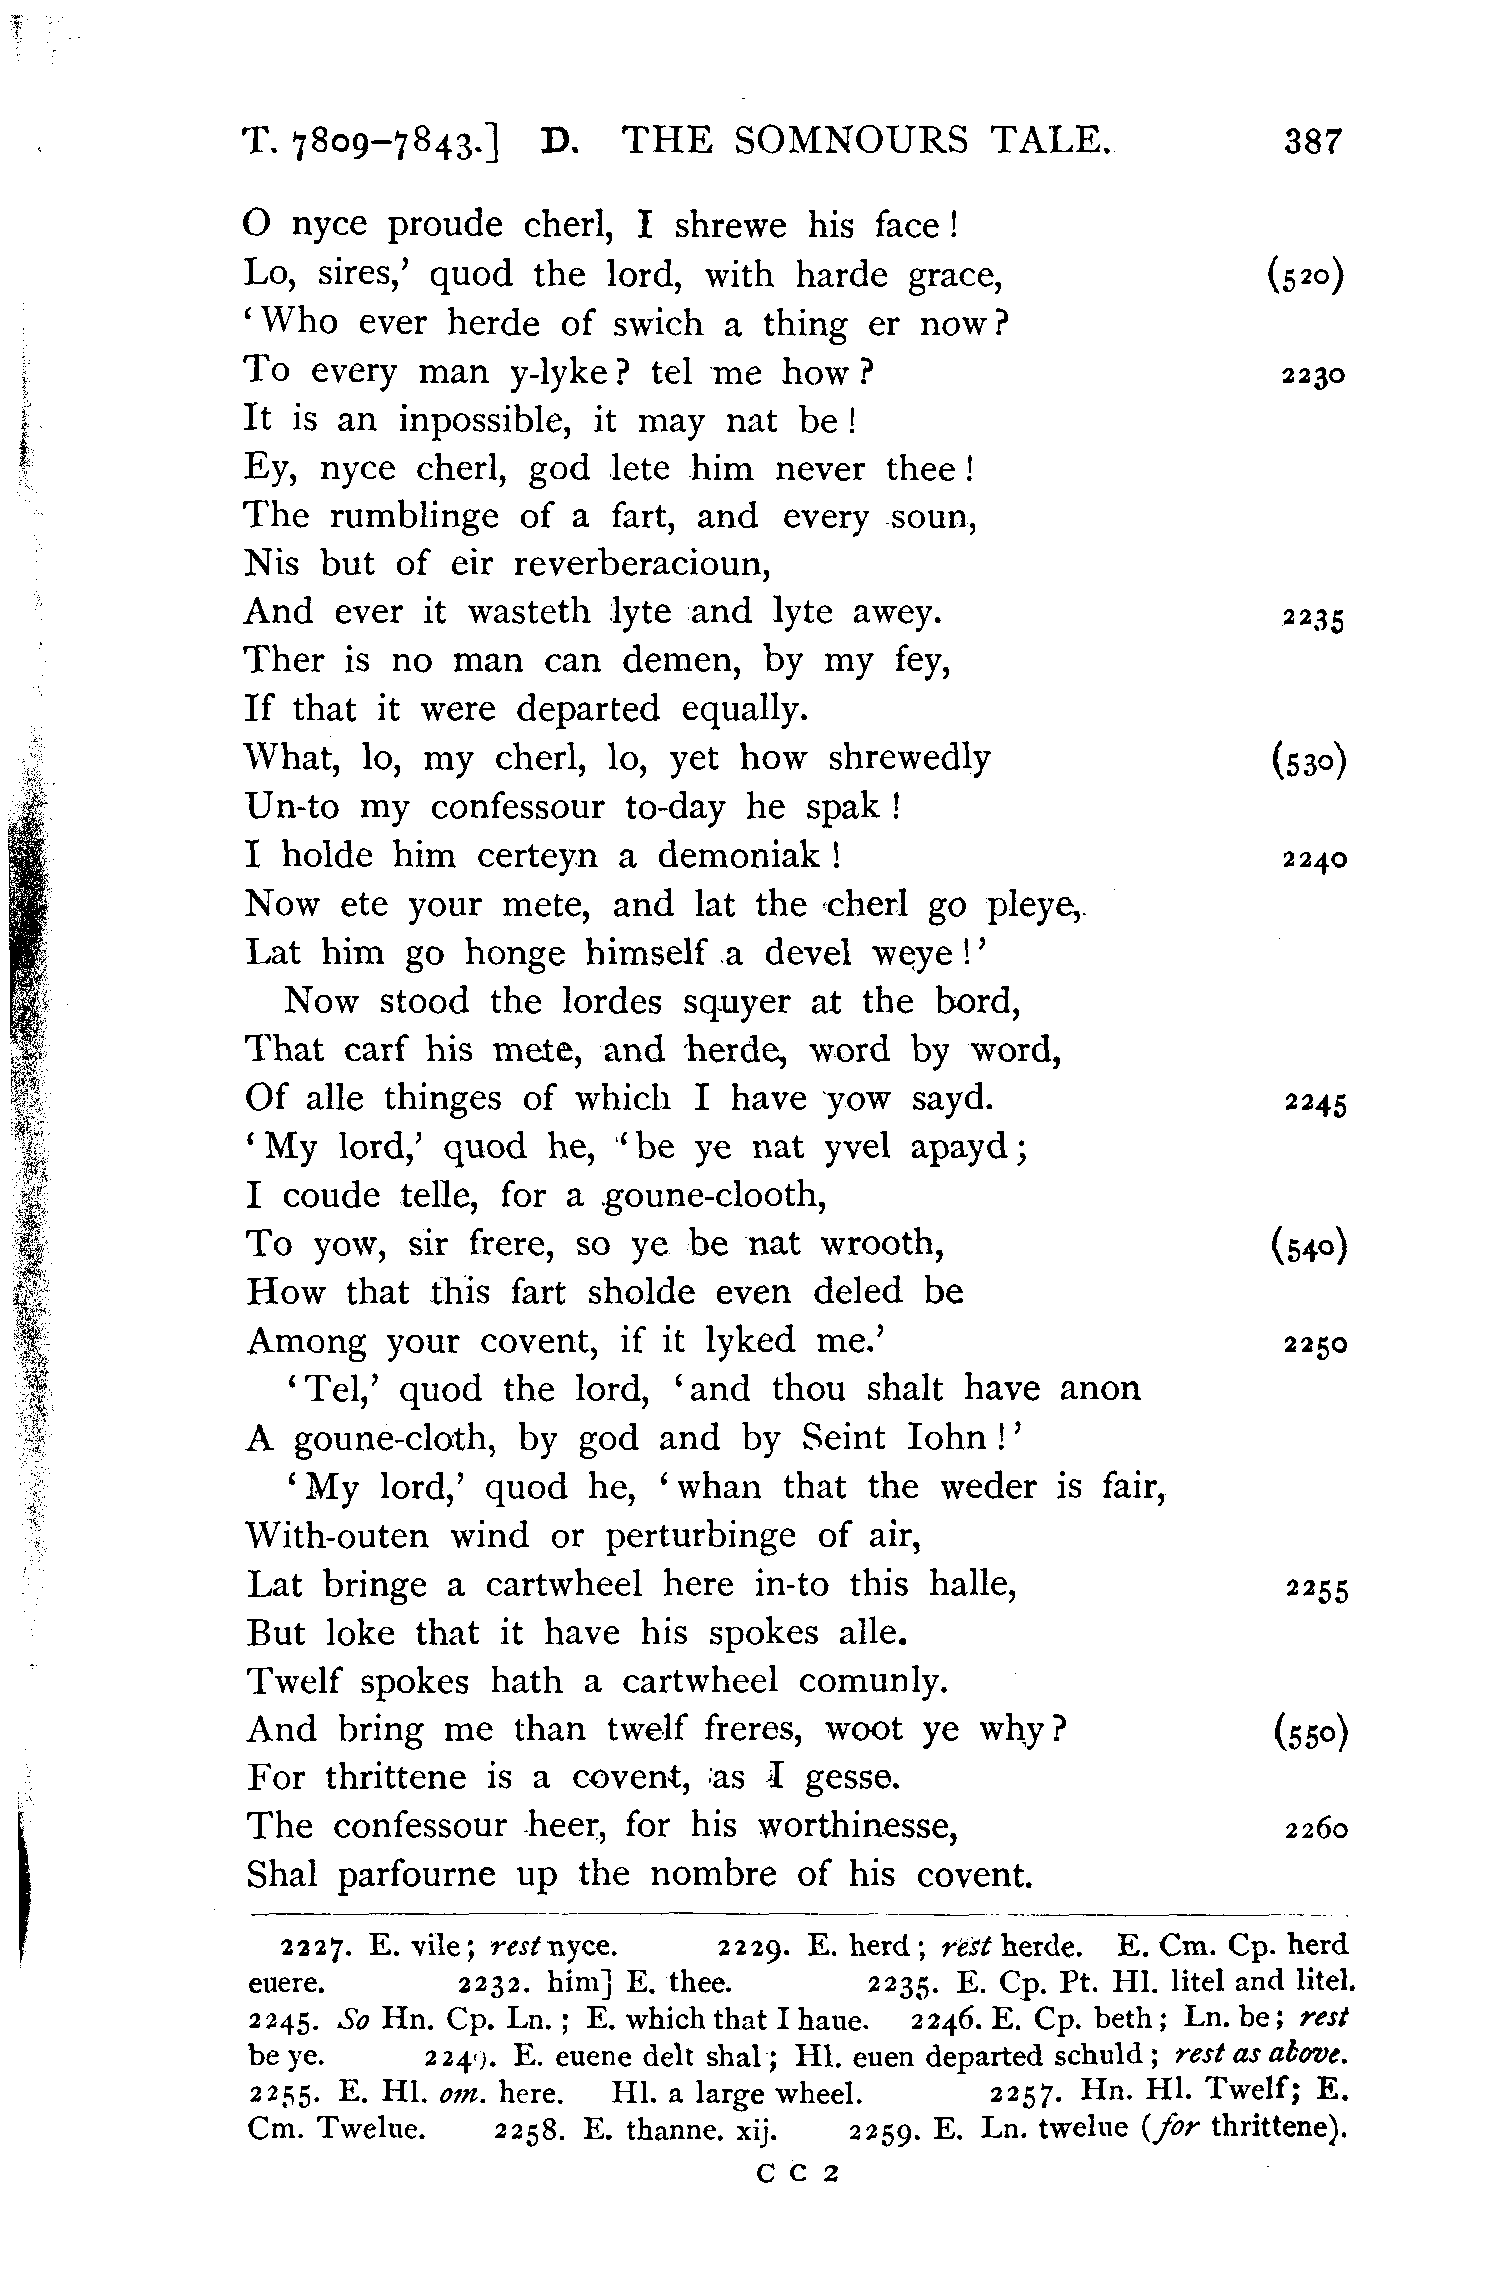 T. 7809–7843.] D. THE SOMNOURS TALE. 387
O nyce proude cherl, I shrewe his face !
Lo, sires,’ quod the lord, with harde grace, (520)
‘Who ever herde of swich a thing er now?
To every man y-lyke? tel me how? 2230
It is an inpossible, it may nat be !
Ey, nyce cherl, god lete him never thee !
The rumblinge of a fart, and every soun,
Nis but of eir reverberacioun,
And ever it wasteth lyte and lyte awey. 2235
Ther is no man can demen, by my fey,
If that it were departed equally.
What, lo, my cherl, lo, yet how shrewedly (530)
Un-to my confessour to-day he spak !
I holde him certeyn a demoniak ! 2240
Now ete your mete, and lat the cherl go pleye,
Lat him go honge himself a devel weye !’
Now stood the lordes squyer at the bord,
That carf his mete, and herde, word by word,
Of alle thinges of which I have yow sayd. 2245
‘My lord,’ quod he, ‘be ye nat yvel apayd;
I coude telle, for a goune-clooth,
To yow, sir frere, so ye be nat wrooth, (540)
How that this fart sholde even deled be
Among your covent, if it lyked me.’ 2250
‘Tel,’ quod the lord, ‘and thou shalt have anon
A goune-cloth, by god and by Seint Iohn !’
‘My lord,’ quod he, ‘whan that the weder is fair,
With-outen wind or perturbinge of air,
Lat bringe a cartwheel here in-to this halle, 2255
But loke that it have his spokes alle.
Twelf spokes hath a cartwheel comunly.
And bring me than twelf freres, woot ye why? (550)
For thrittene is a covent, as I gesse.
The confessour heer, for his worthinesse, 2260
Shal parfourne up the nombre of his covent.
2227. E. vile; rest nyce. 2229. E. herd; rest herde. E. Cm. Cp. herd
euere. 2232. him] E. thee. 2235. E. Cp. Pt. Hl. litel and litel.
2245. So Hn. Cp. Ln.; E. which that I haue. 2246. E. Cp. beth; Ln. be; rest
be ye. 2249. E. euene delt shal; Hl. euen departed schuld; rest as above.
2255. E. Hl. om. here. Hl. a large wheel. 2257. Hn. Hl. Twelf; E.
Cm. Twelue. 2258. E. thanne. xij. 2259. E. Ln. twelue (for thrittene).
C C 2